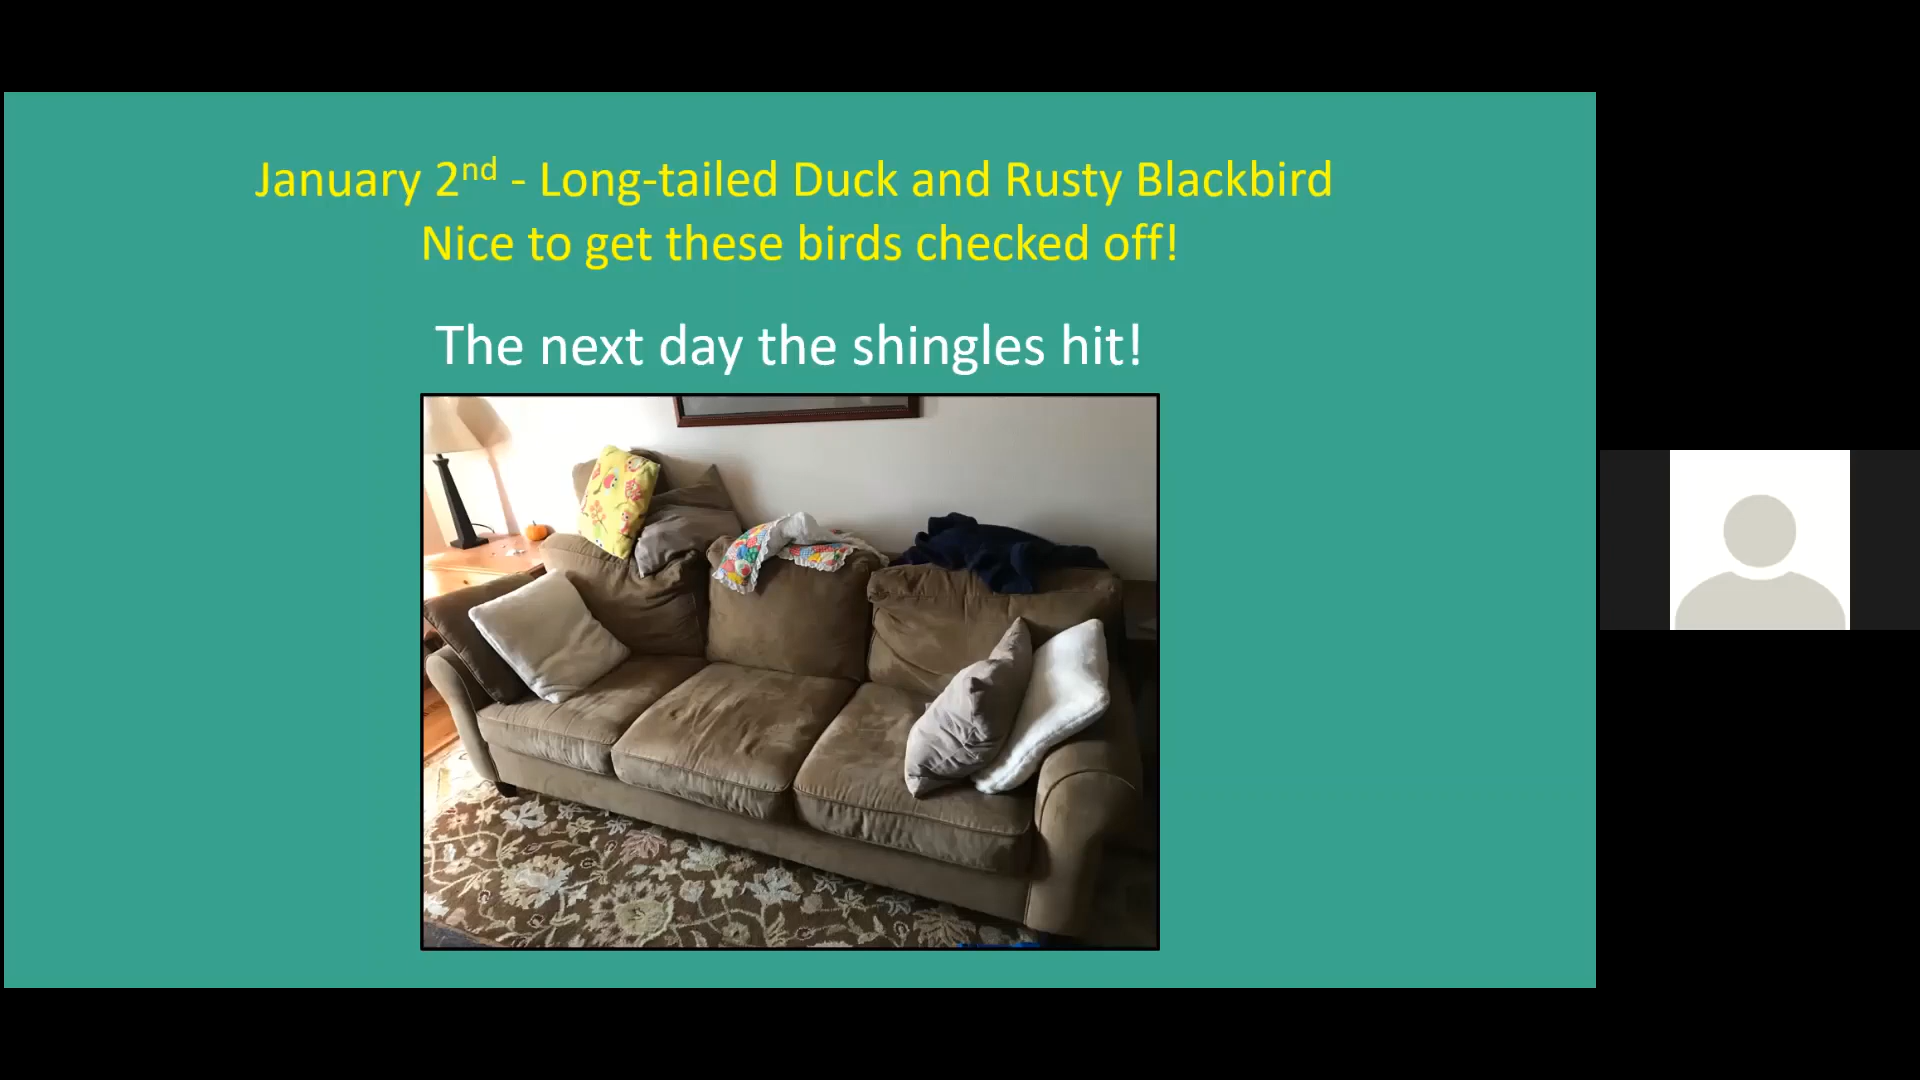 January 2nd - Long-tailed Duck and Rusty Blackbird
Nice to get these birds checked off!
The next day the shingles hit!